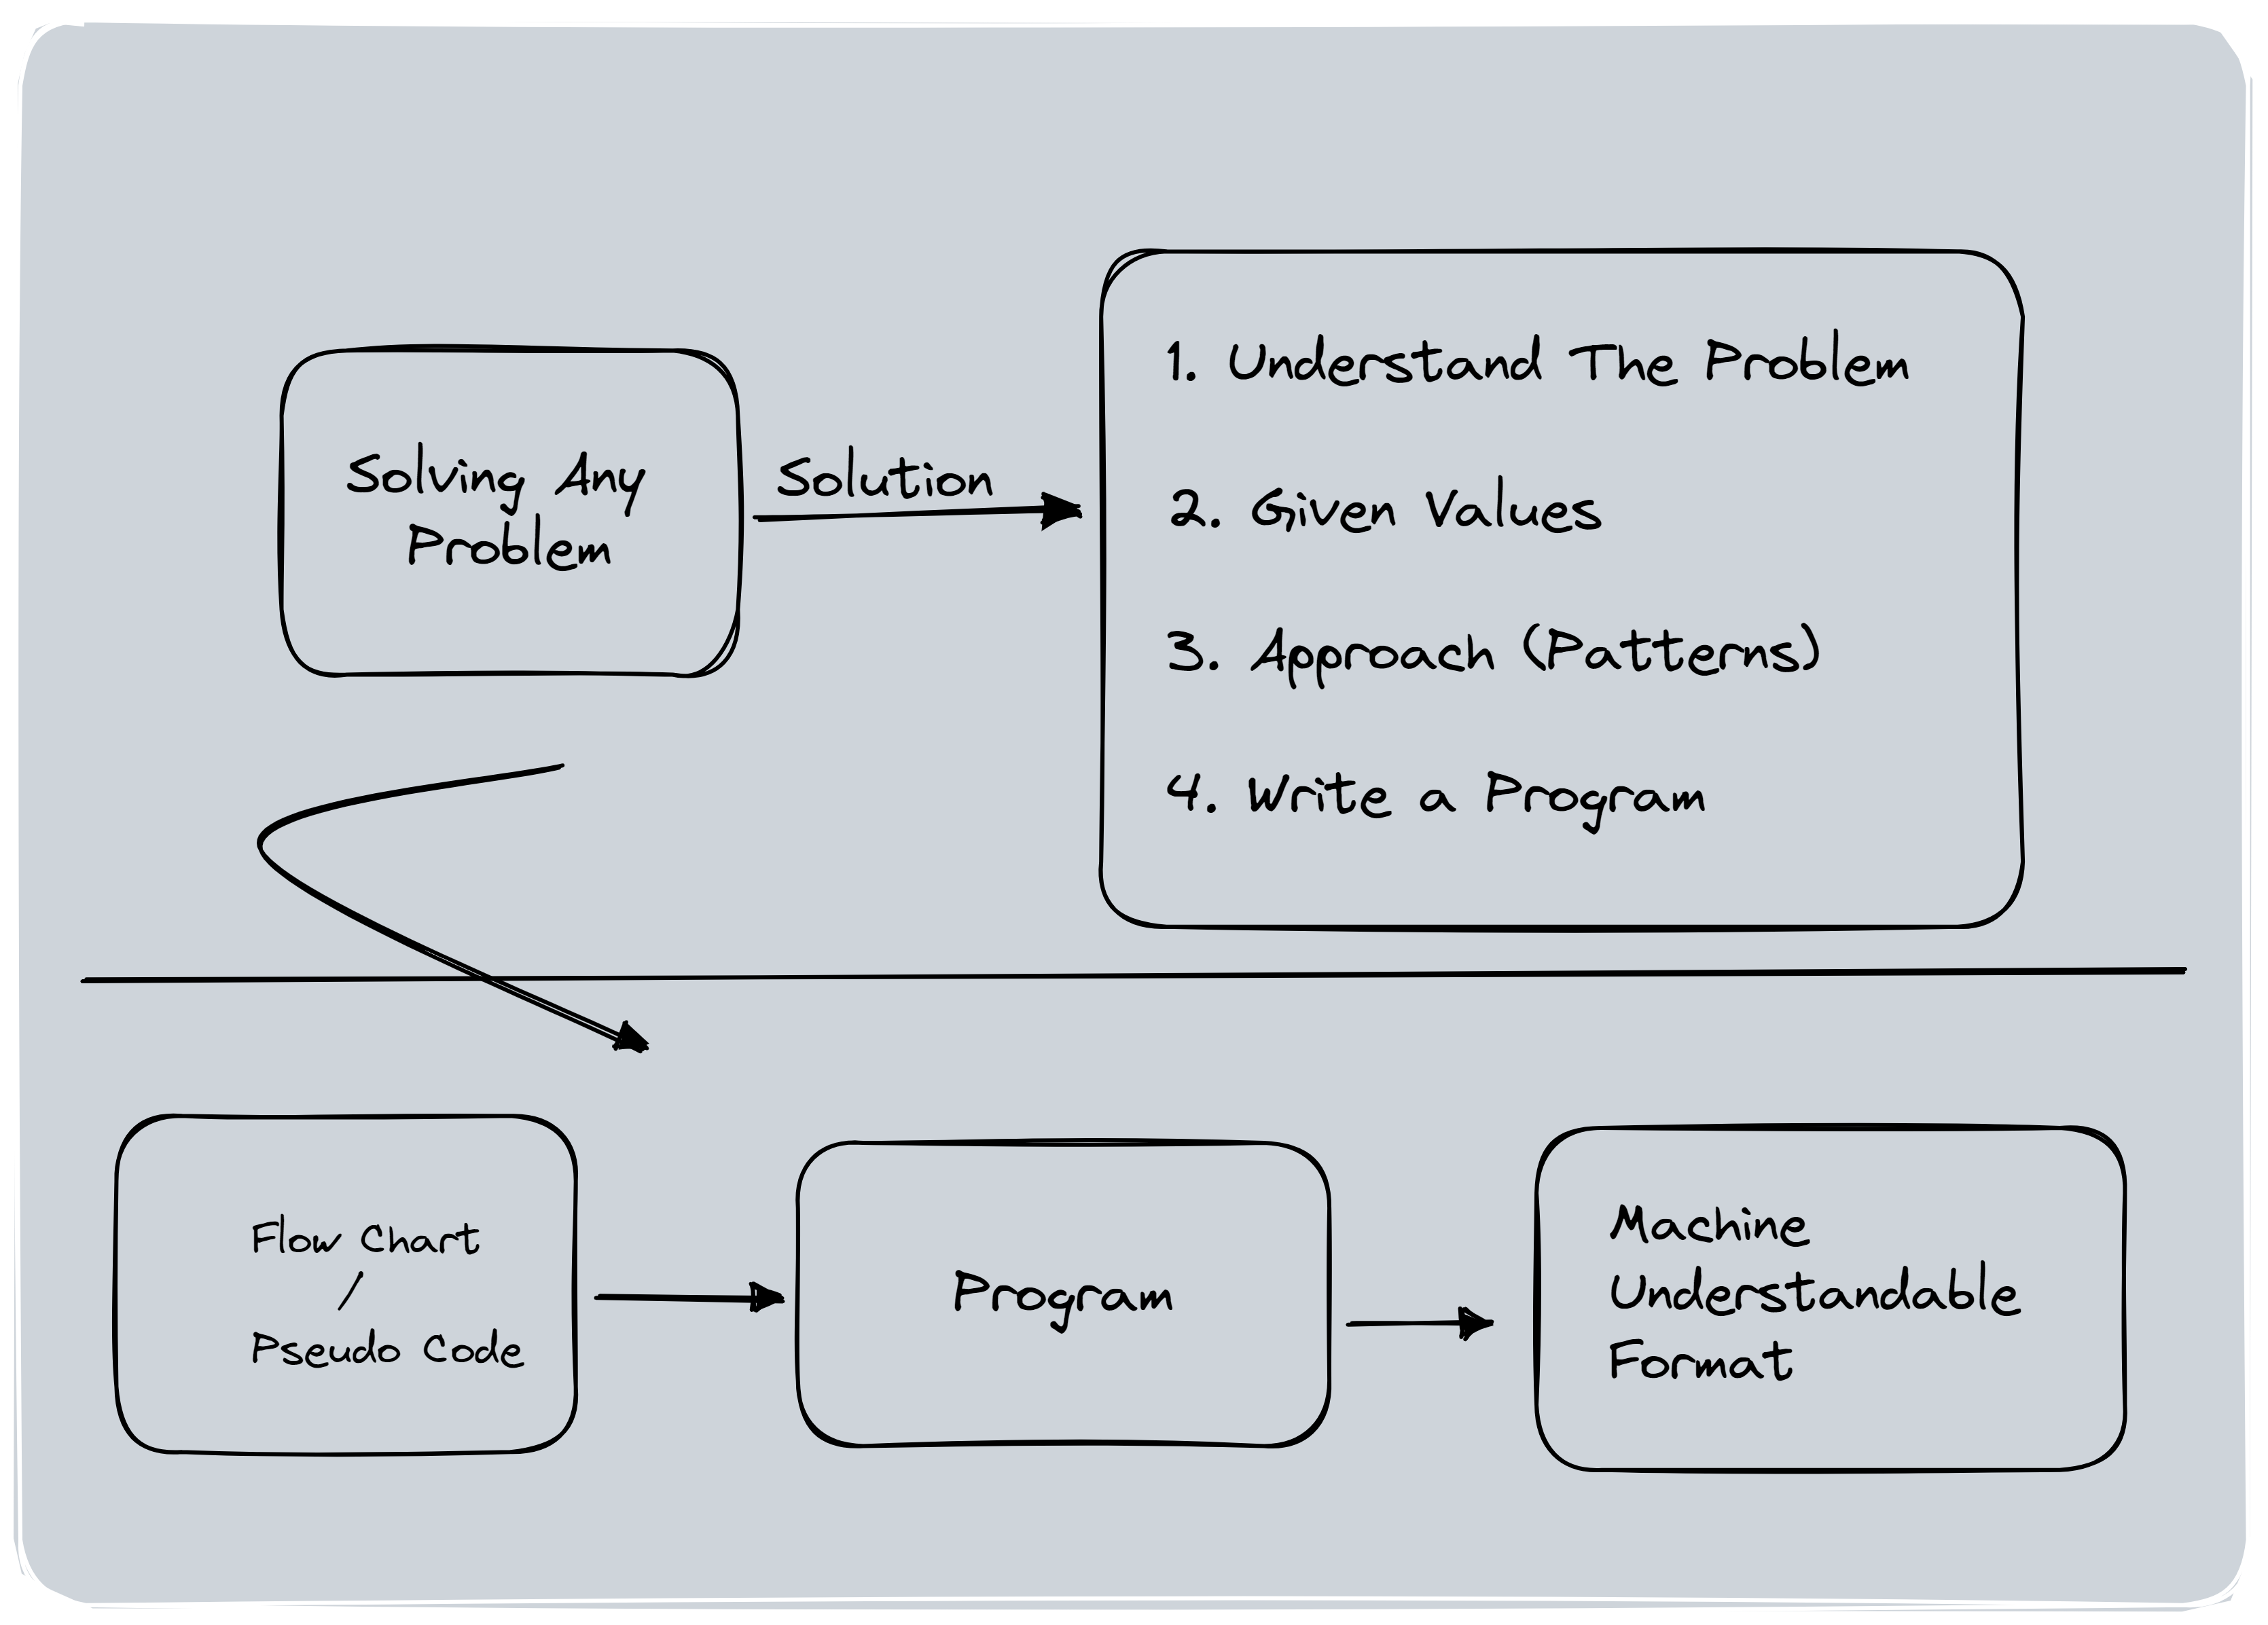 Solving Any
Problem
Solution
1. Understand The Problem
2. Given Values
3. Approach (Patterns)
4. Write a Program
Flow Chart
/
Pseudo Code
Program
Machine
Understandable
Format